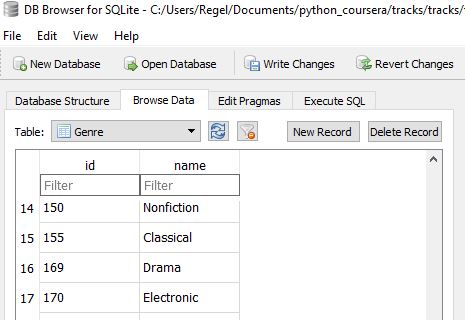 DB Browser for SQLite - C:/Users/Regel/Documents/python_coursera/tracks/tracks/
File Edit View Help
New Database Open Database Write Changes Revert Changes
Database Structure Browse Data Edit Pragmas Execute SQL
Table: Genre New Record Delete Record
id name
Filter Filter
14 150 Nonfiction
15 155 Classical
16 169 Drama
17 170 Electronic